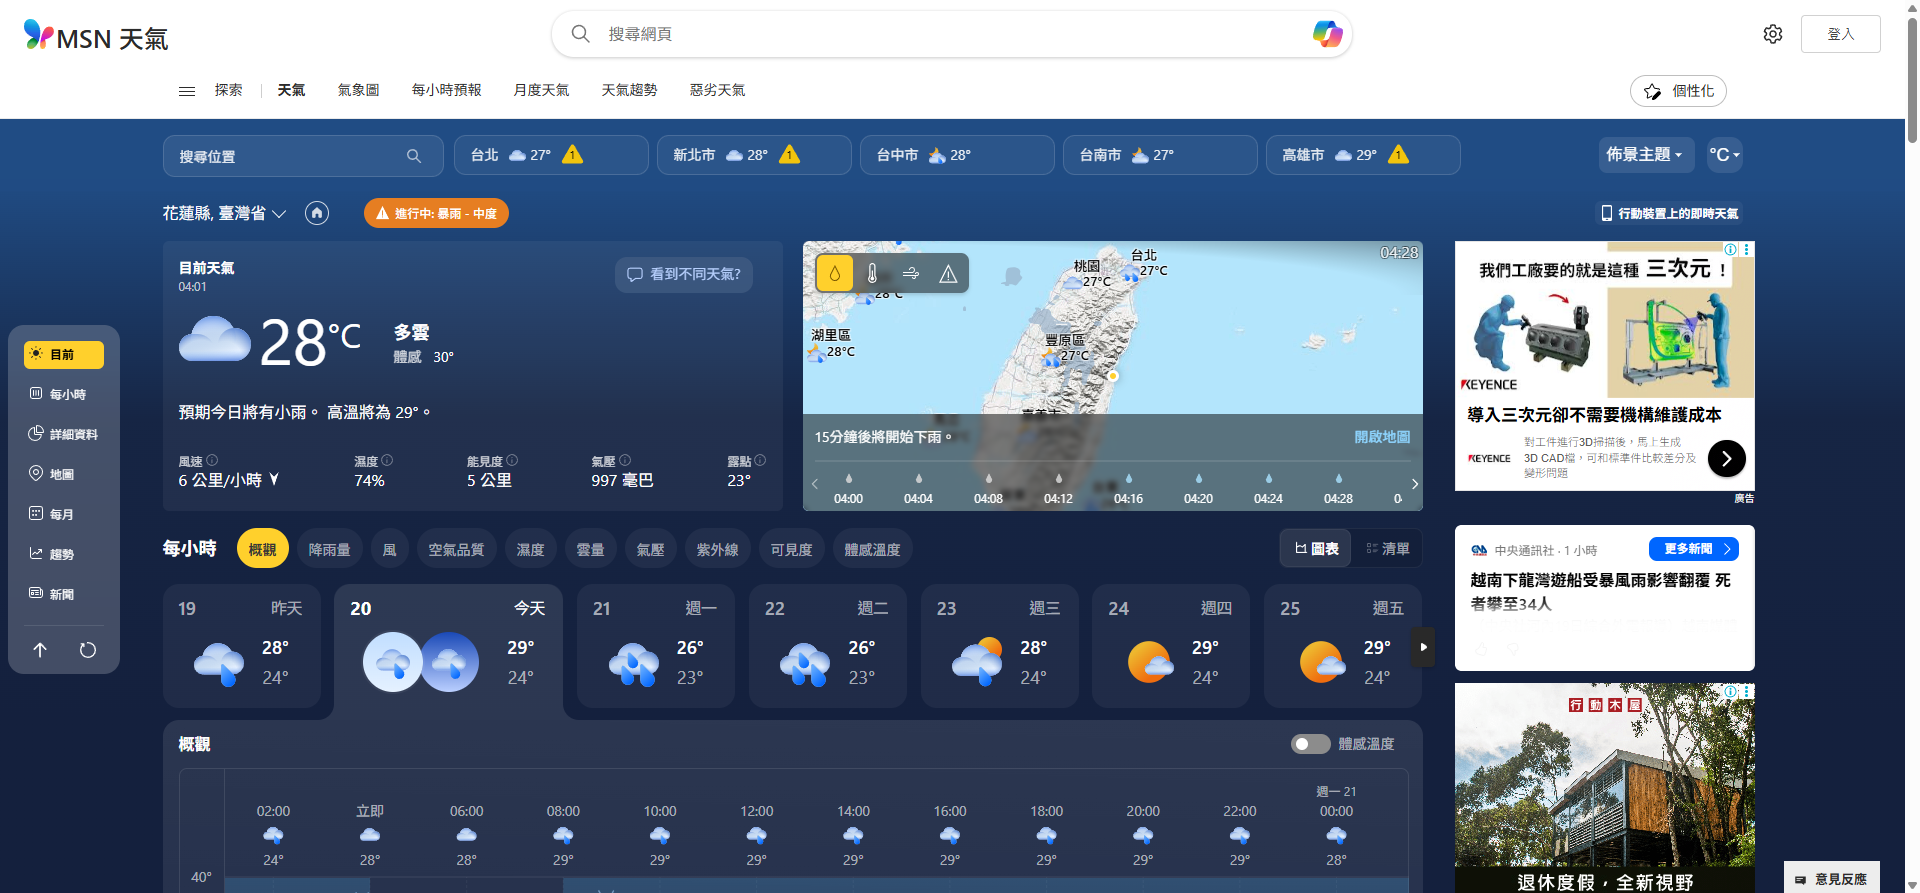 MSN 天氣
搜尋網頁
登入
探索
天氣
氣象圖
每小時預報
月度天氣
天氣趨勢
惡劣天氣
個性化
搜尋位置
台北 27° 1
新北市 28° 1
台中市 28°
台南市 27°
高雄市 29° 1
佈景主題
°C
花蓮縣, 臺灣省
進行中: 暴雨 - 中度
行動裝置上的即時天氣
目前
每小時
詳細資料
地圖
每月
趨勢
新聞
目前天氣
04:01
看到不同天氣?
28°C
多雲
體感 30°
預期今日將有小雨。 高溫將為 29°。
風速
6 公里/小時
濕度
74%
能見度
5 公里
氣壓
997 毫巴
露點
23°
04:28
台北
27°C
桃園
27°C
28°C
湖里區
28°C
豐原區
27°C
15分鐘後將開始下雨。
開啟地圖
04:00 04:04 04:08 04:12 04:16 04:20 04:24 04:28
我們工廠要的就是這種 三次元 !
KEYENCE
導入三次元卻不需要機構維護成本
KEYENCE
對工件進行3D掃描後，馬上生成
3D CAD檔，可和標準件比較差分及
變形問題
廣告
每小時
概觀
降雨量
風
空氣品質
濕度
雲量
氣壓
紫外線
可見度
體感溫度
圖表
清單
19 昨天
28°
24°
20 今天
29°
24°
21 週一
26°
23°
22 週二
26°
23°
23 週三
28°
24°
24 週四
29°
24°
25 週五
29°
24°
中央通訊社 · 1 小時
更多新聞
越南下龍灣遊船受暴風雨影響翻覆 死
者攀至34人
概觀
體感溫度
週一 21
02:00 立即 06:00 08:00 10:00 12:00 14:00 16:00 18:00 20:00 22:00 00:00
24° 28° 28° 29° 29° 29° 29° 29° 29° 29° 29° 28°
40°
行動木屋
退休度假，全新視野
意見反應